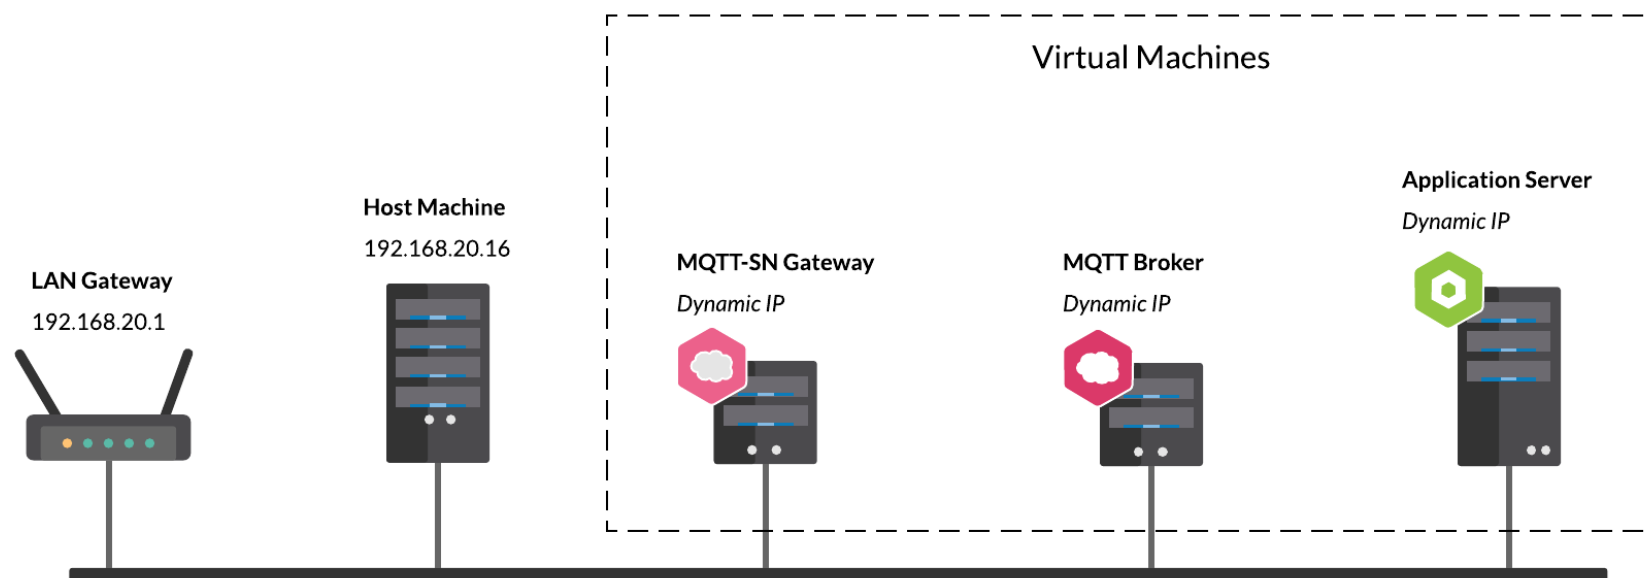 Virtual Machines
LAN Gateway
192.168.20.1
Host Machine
192.168.20.16
MQTT-SN Gateway
Dynamic IP
MQTT Broker
Dynamic IP
Application Server
Dynamic IP